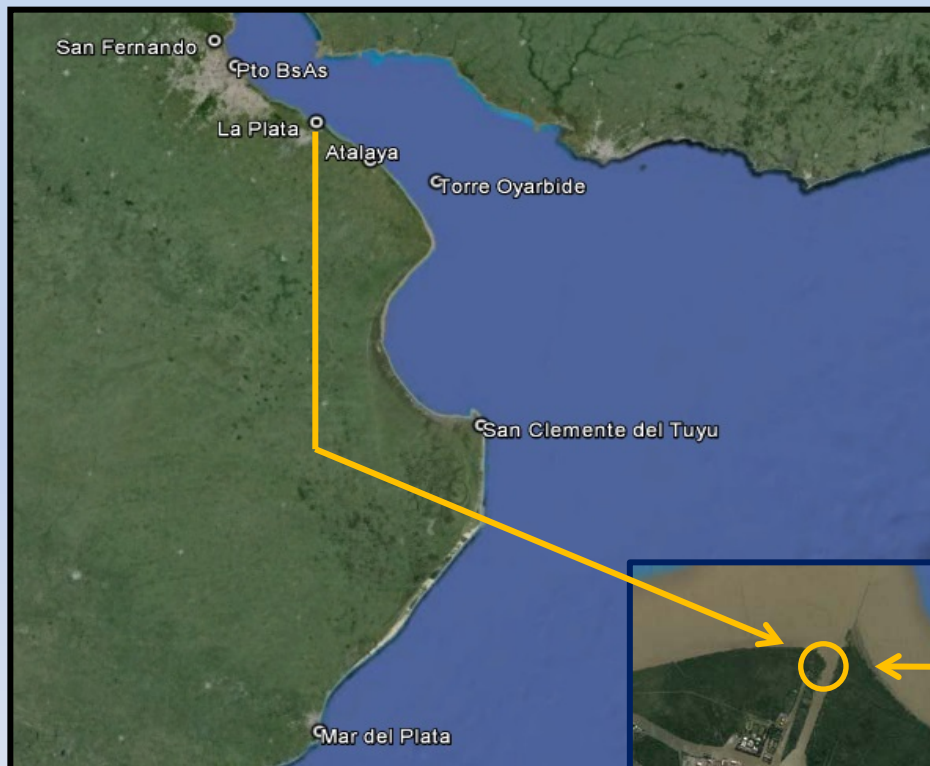 San Fernando
Pto BsAs
La Plata
Atalaya
Torre Oyarbide
San Clemente del Tuyu
Mar del Plata